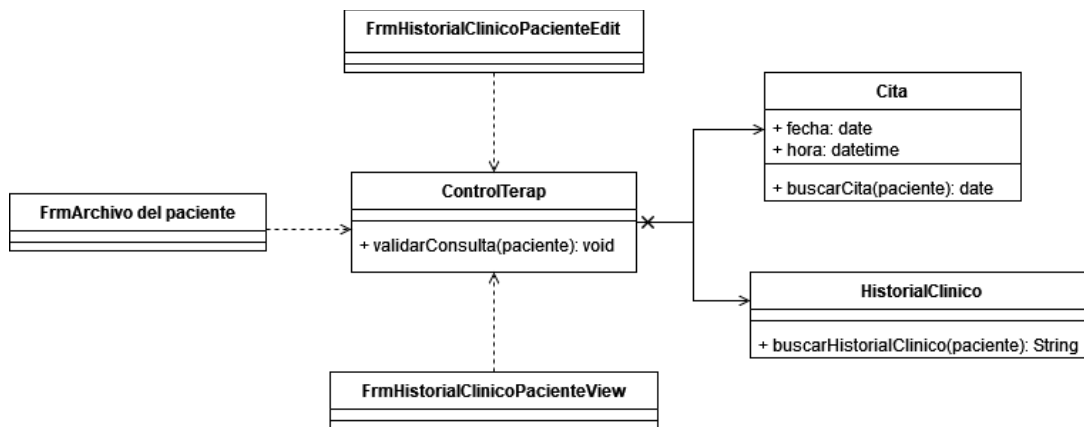 FrmHistorialClinicoPacienteEdit
Cita
+ fecha: date
+ hora: datetime
+ buscarCita(paciente): date
ControlTerap
+ validarConsulta(paciente): void
FrmArchivo del paciente
HistorialClinico
+ buscarHistorialClinico(paciente): String
FrmHistorialClinicoPacienteView